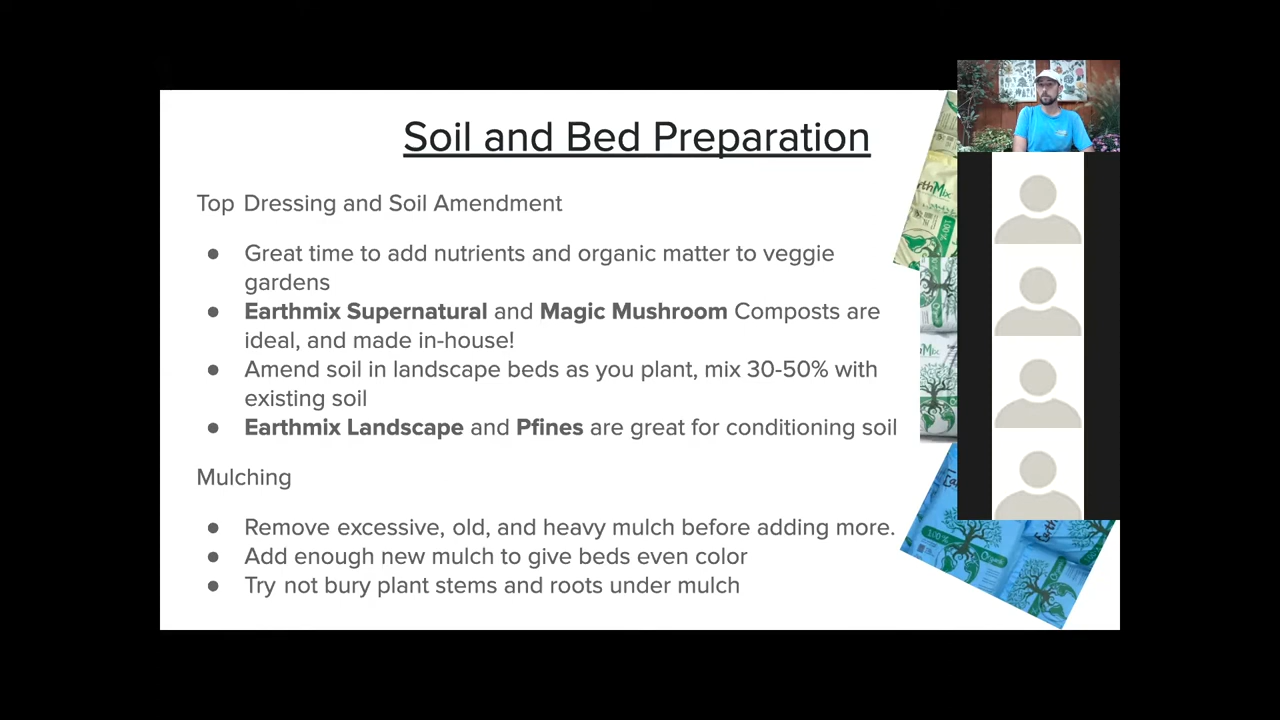 Soil and Bed Preparation
Top Dressing and Soil Amendment
● Great time to add nutrients and organic matter to veggie
gardens
● Earthmix Supernatural and Magic Mushroom Composts are
ideal, and made in-house!
● Amend soil in landscape beds as you plant, mix 30-50% with
existing soil
● Earthmix Landscape and Pfines are great for conditioning soil
Mulching
● Remove excessive, old, and heavy mulch before adding more.
● Add enough new mulch to give beds even color
● Try not bury plant stems and roots under mulch
rthMix
100%
hMix
100%